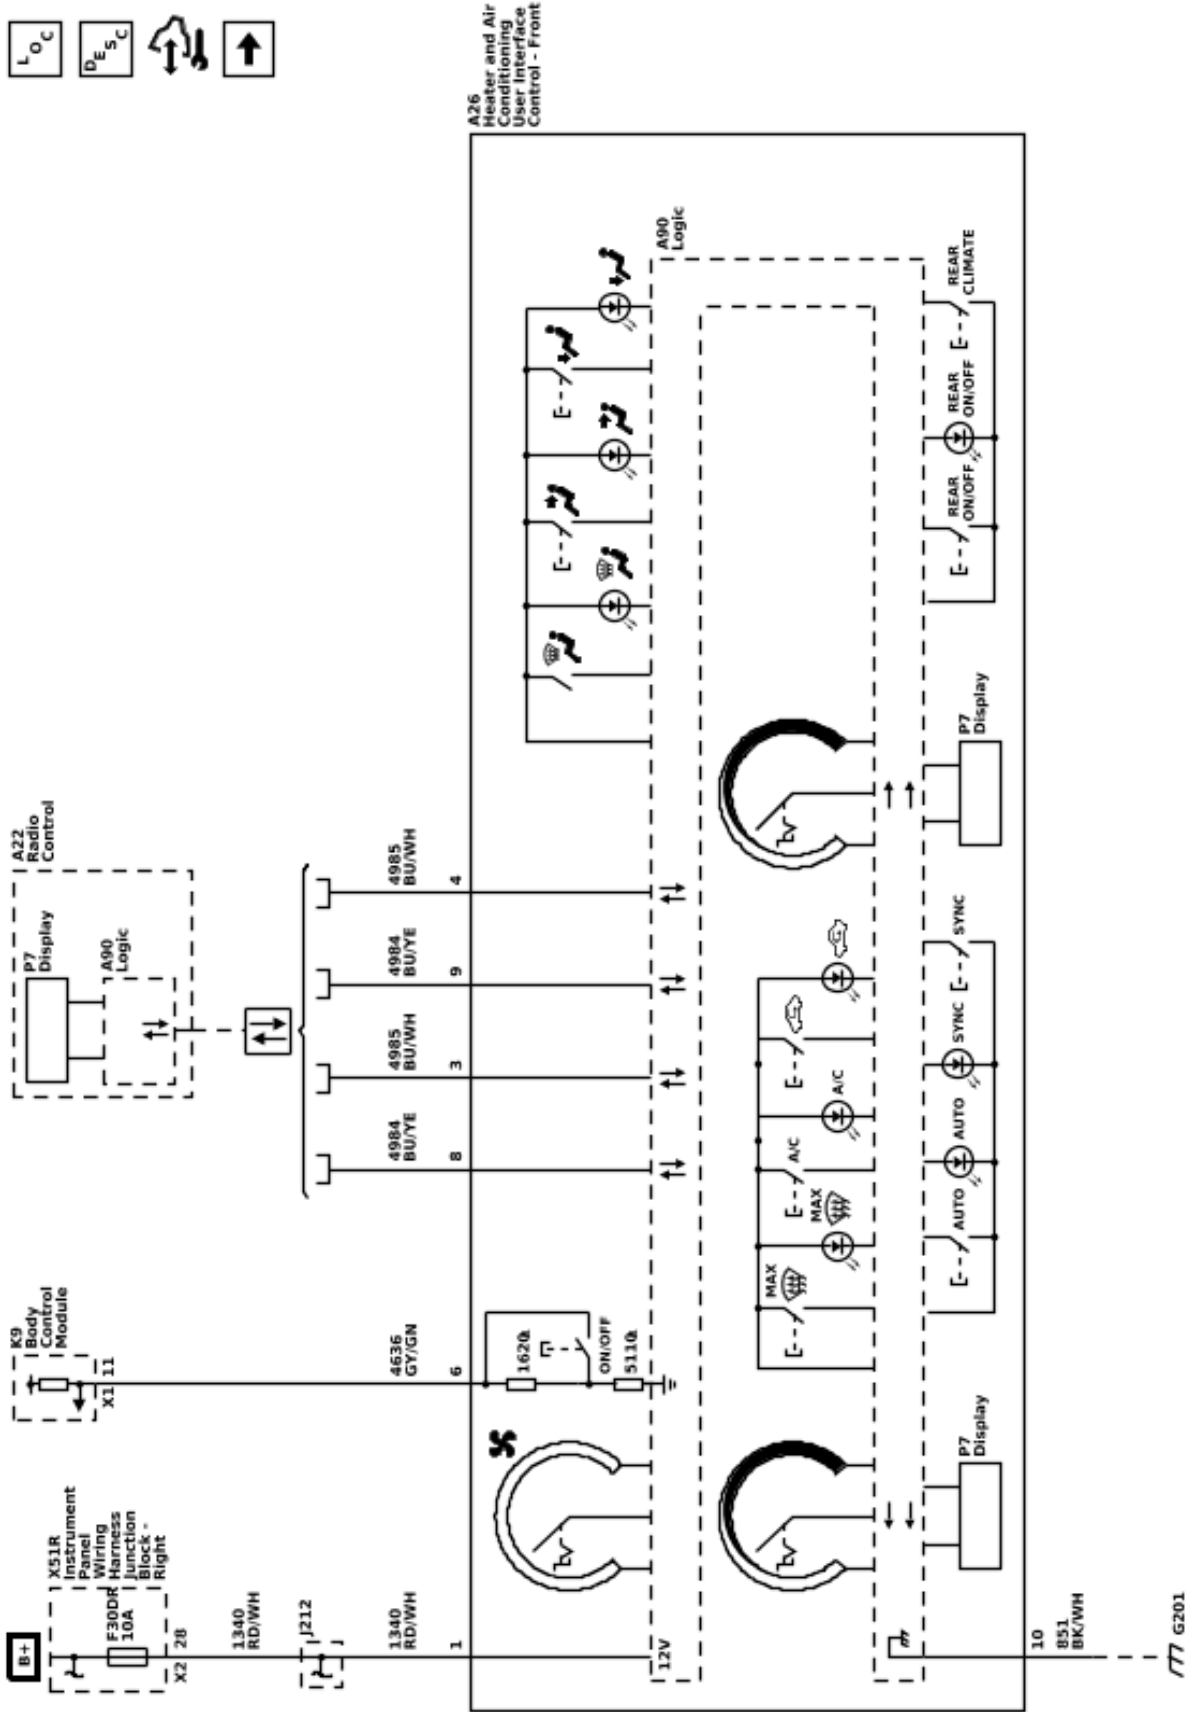 B+
X51R
Instrument
Panel
Wiring
Harness
Junction
Block -
Right
F30DR
10A
X2 28
1340
RD/WH
J212
1340
RD/WH
1
12V
K9
Body
Control
Module
X1 11
4636
GY/GN
6
1620Ω
ON/OFF
5110Ω
A22
Radio
Control
P7
Display
A90
Logic
4984
BU/YE
8
4985
BU/WH
3
4984
BU/YE
9
4985
BU/WH
4
LOC
DESC
A26
Heater and Air
Conditioning
User Interface
Control - Front
A90
Logic
MAX
MAX
A/C
A/C
P7
Display
AUTO
AUTO
SYNC
SYNC
P7
Display
REAR
ON/OFF
REAR
ON/OFF
REAR
CLIMATE
10
851
BK/WH
G201